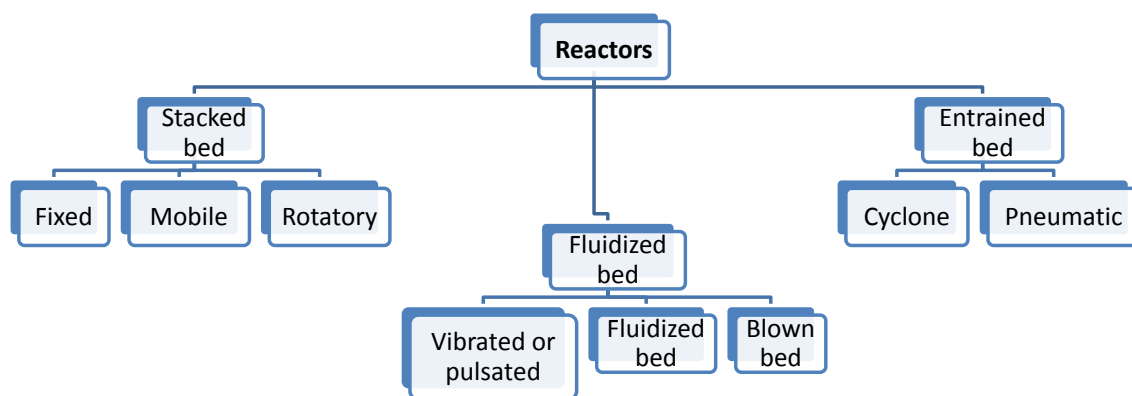 Reactors
Stacked
bed
Entrained
bed
Fixed
Mobile
Rotatory
Cyclone
Pneumatic
Fluidized
bed
Vibrated or
pulsated
Fluidized
bed
Blown
bed